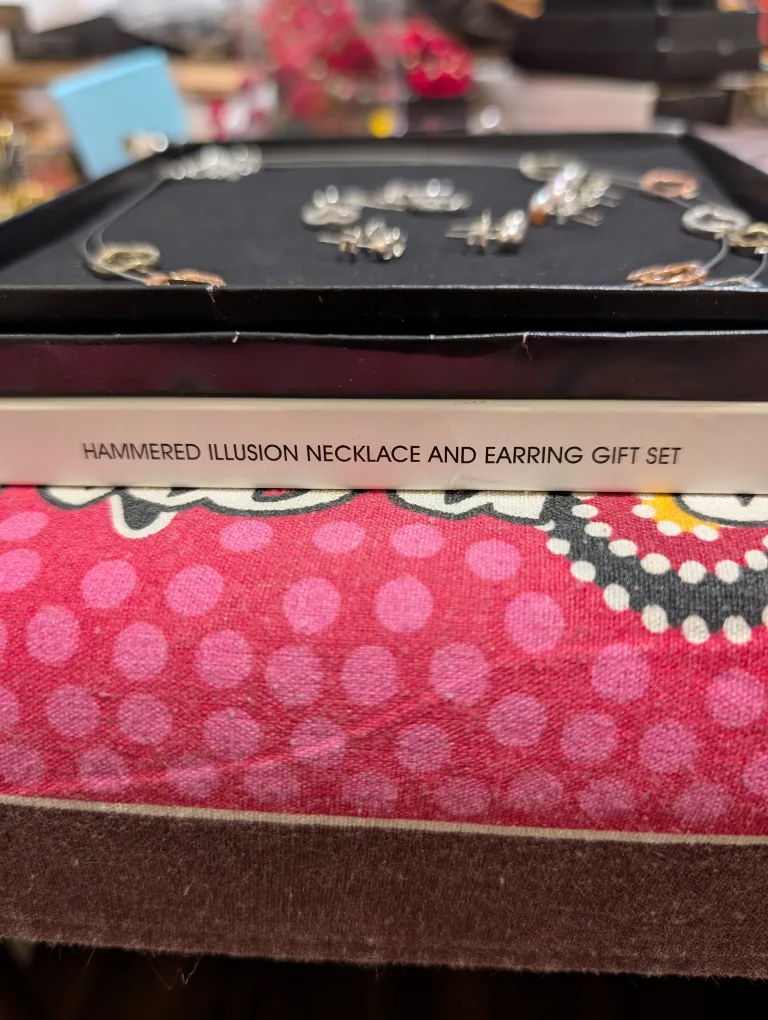 HAMMERED ILLUSION NECKLACE AND EARRING GIFT SET